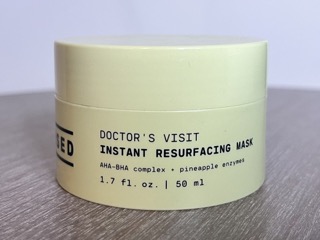 DOCTOR'S VISIT
INSTANT RESURFACING MASK
AHA-BHA complex + pineapple enzymes
1.7 fl. oz. | 50 ml